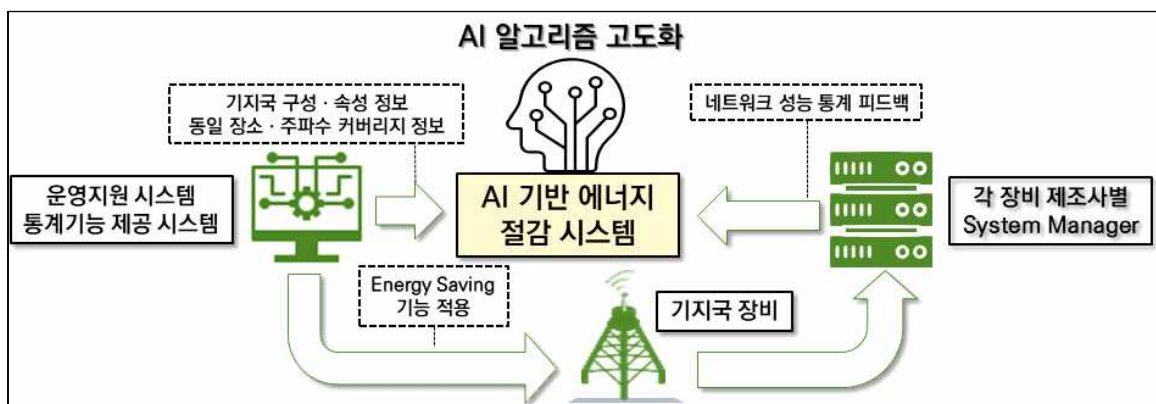 AI 알고리즘 고도화
기지국 구성 · 속성 정보
동일 장소 · 주파수 커버리지 정보
네트워크 성능 통계 피드백
운영지원 시스템
통계기능 제공 시스템
AI 기반 에너지
절감 시스템
각 장비 제조사별
System Manager
Energy Saving
기능 적용
기지국 장비